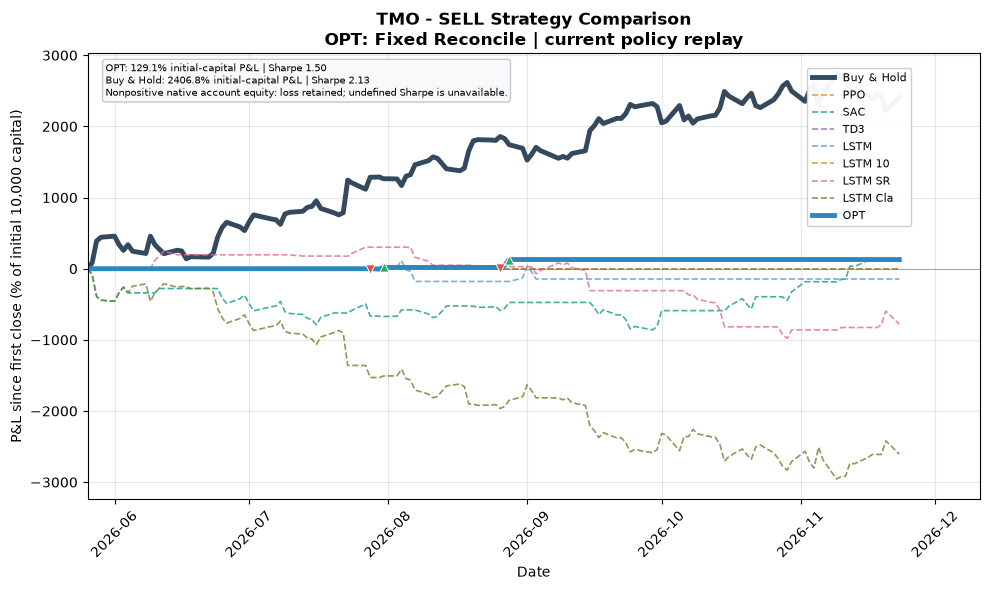 TMO - SELL Strategy Comparison
OPT: Fixed Reconcile | current policy replay
OPT: 129.1% initial-capital P&L | Sharpe 1.50
Buy & Hold: 2406.8% initial-capital P&L | Sharpe 2.13
Nonpositive native account equity: loss retained; undefined Sharpe is unavailable.
Buy & Hold
PPO
SAC
TD3
LSTM
LSTM 10
LSTM SR
LSTM Cla
OPT
P&L since first close (% of initial 10,000 capital)
3000
2000
1000
0
−1000
−2000
−3000
2026-06
2026-07
2026-08
2026-09
2026-10
2026-11
2026-12
Date